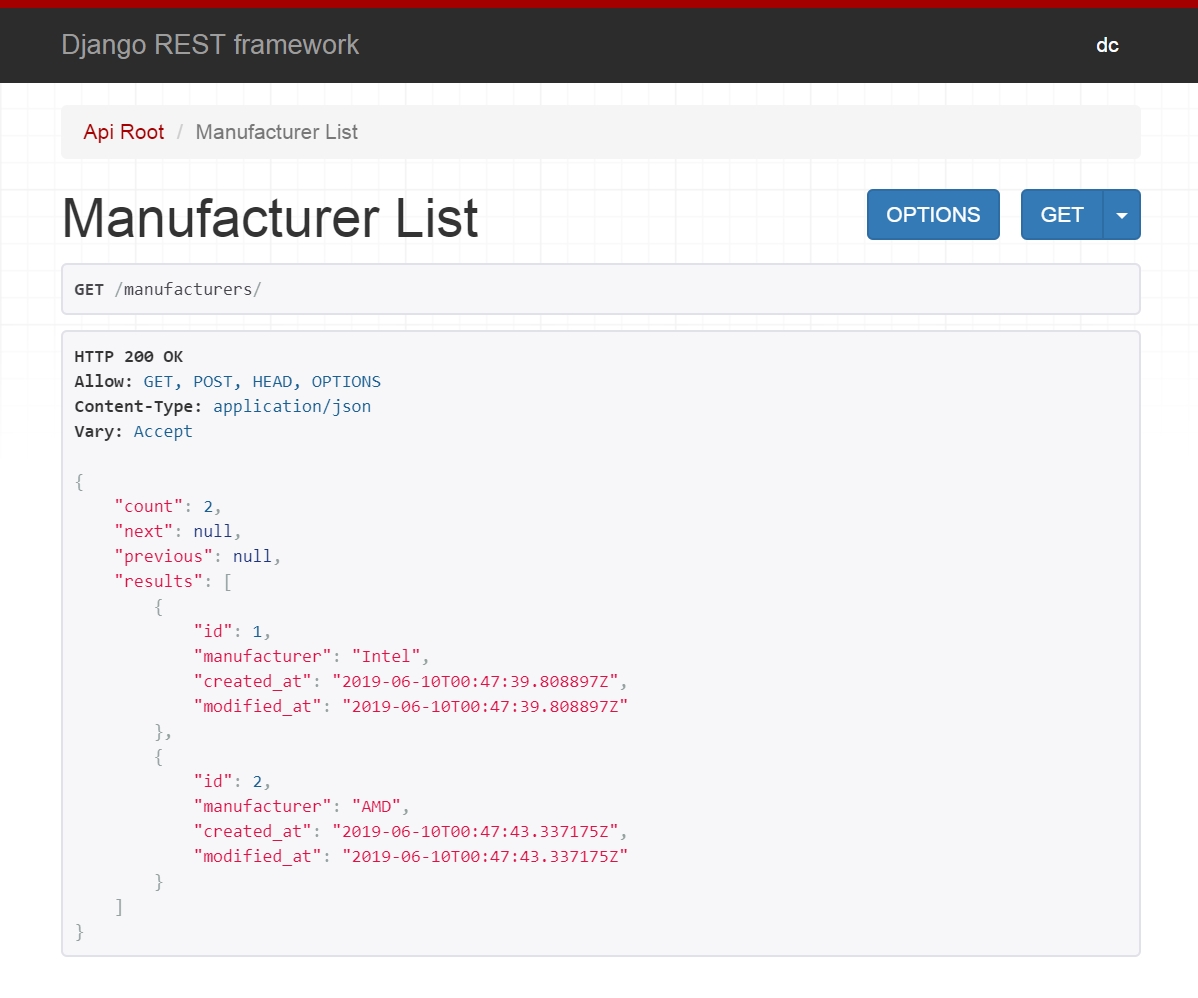 Django REST framework
dc
Api Root / Manufacturer List
Manufacturer List
OPTIONS
GET
GET /manufacturers/
HTTP 200 OK
Allow: GET, POST, HEAD, OPTIONS
Content-Type: application/json
Vary: Accept
{
    "count": 2,
    "next": null,
    "previous": null,
    "results": [
        {
            "id": 1,
            "manufacturer": "Intel",
            "created_at": "2019-06-10T00:47:39.808897Z",
            "modified_at": "2019-06-10T00:47:39.808897Z"
        },
        {
            "id": 2,
            "manufacturer": "AMD",
            "created_at": "2019-06-10T00:47:43.337175Z",
            "modified_at": "2019-06-10T00:47:43.337175Z"
        }
    ]
}